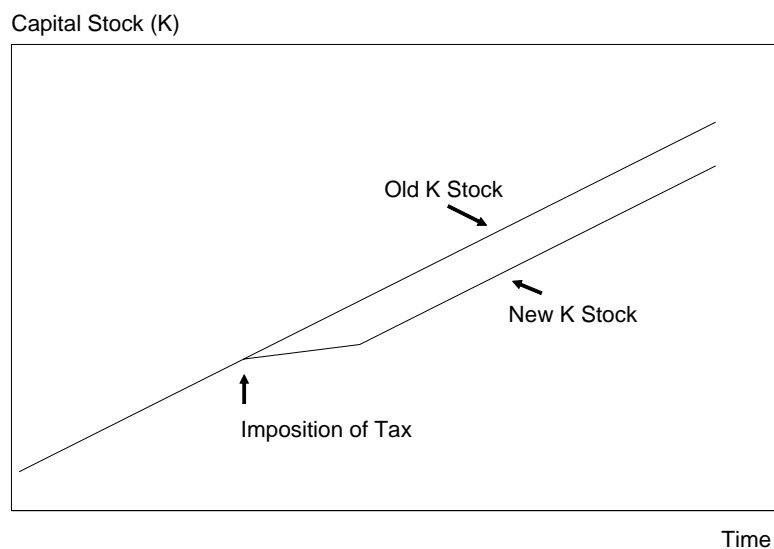 Capital Stock (K)
Old K Stock
New K Stock
Imposition of Tax
Time